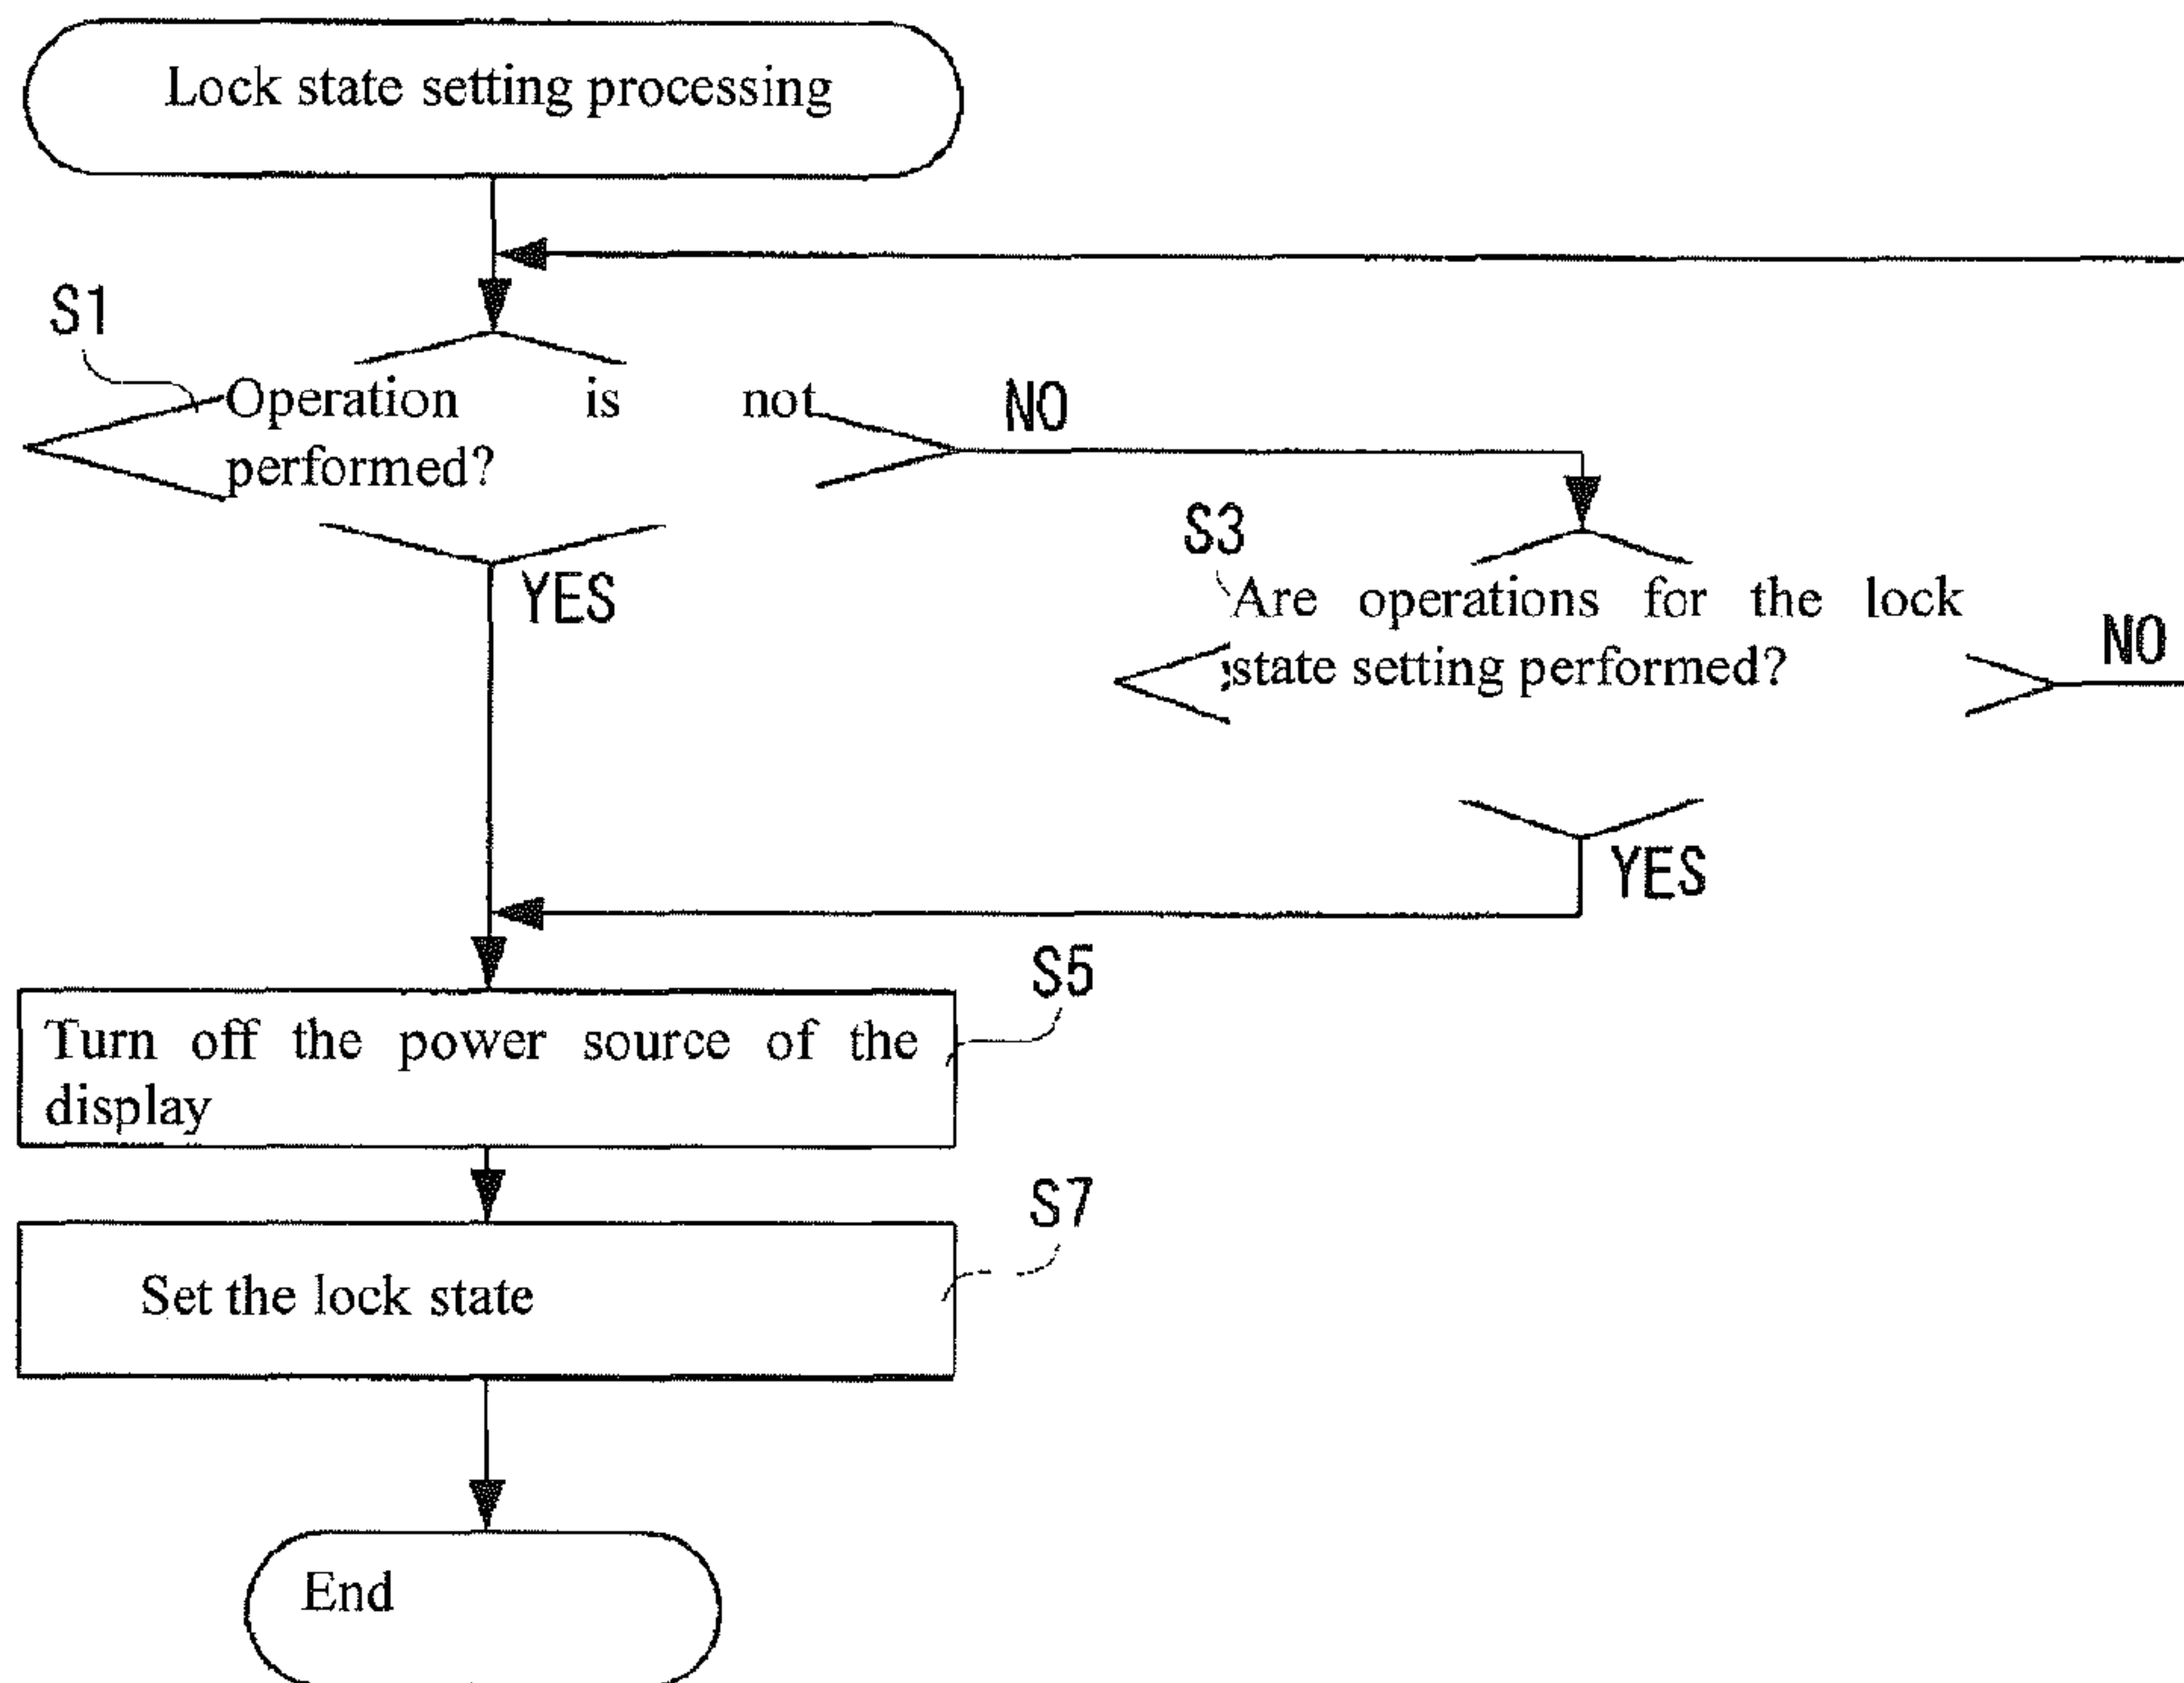 Lock state setting processing
S1
Operation is not
performed?
NO
YES
S3
Are operations for the lock
state setting performed?
NO
YES
S5
Turn off the power source of the
display
S7
Set the lock state
End